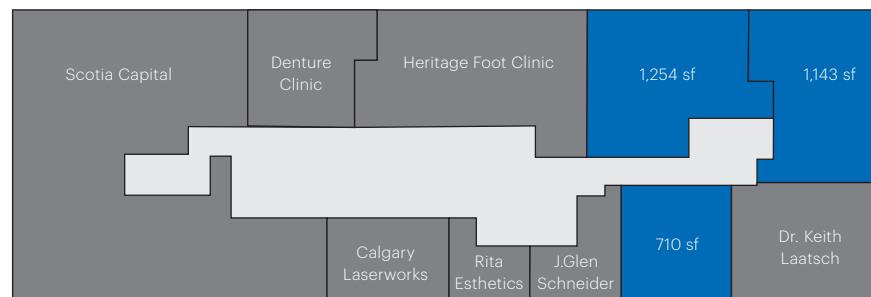 Scotia Capital
Denture
Clinic
Heritage Foot Clinic
1,254 sf
1,143 sf
Calgary
Laserworks
Rita
Esthetics
J.Glen
Schneider
710 sf
Dr. Keith
Laatsch